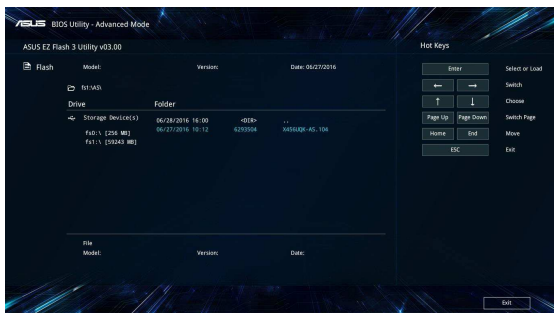 ASUS BIOS Utility - Advanced Mode
ASUS EZ Flash 3 Utility v03.00
Hot Keys
Flash
Model:
Version:
Date: 06/27/2016
fs1:\AS\
Drive
Folder
Storage Device(s)
fs0:\ [256 MB]
fs1:\ [59243 MB]
06/28/2016 16:00 <DIR> ..
06/27/2016 10:12 6293504 X456UQK-AS.104
File
Model:
Version:
Date:
Enter Select or Load
← → Switch
↑ ↓ Choose
Page Up Page Down Switch Page
Home End Move
ESC Exit
Exit